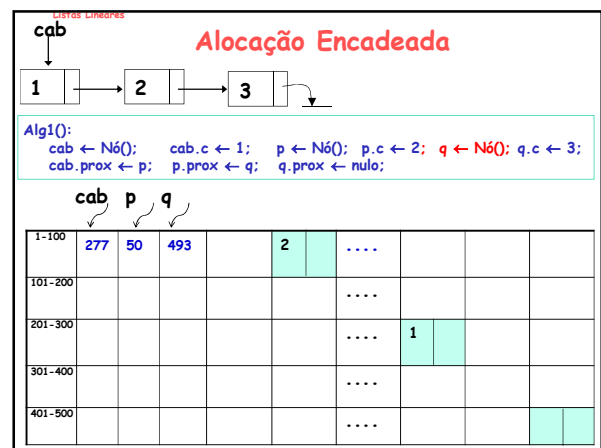 Listas Lineares
cab
Alocação Encadeada
1 2 3
Alg1():
cab ← Nó(); cab.c ← 1; p ← Nó(); p.c ← 2; q ← Nó(); q.c ← 3;
cab.prox ← p; p.prox ← q; q.prox ← nulo;
cab p q
1-100 277 50 493 2 ....
101-200 ....
201-300 .... 1
301-400 ....
401-500 ....